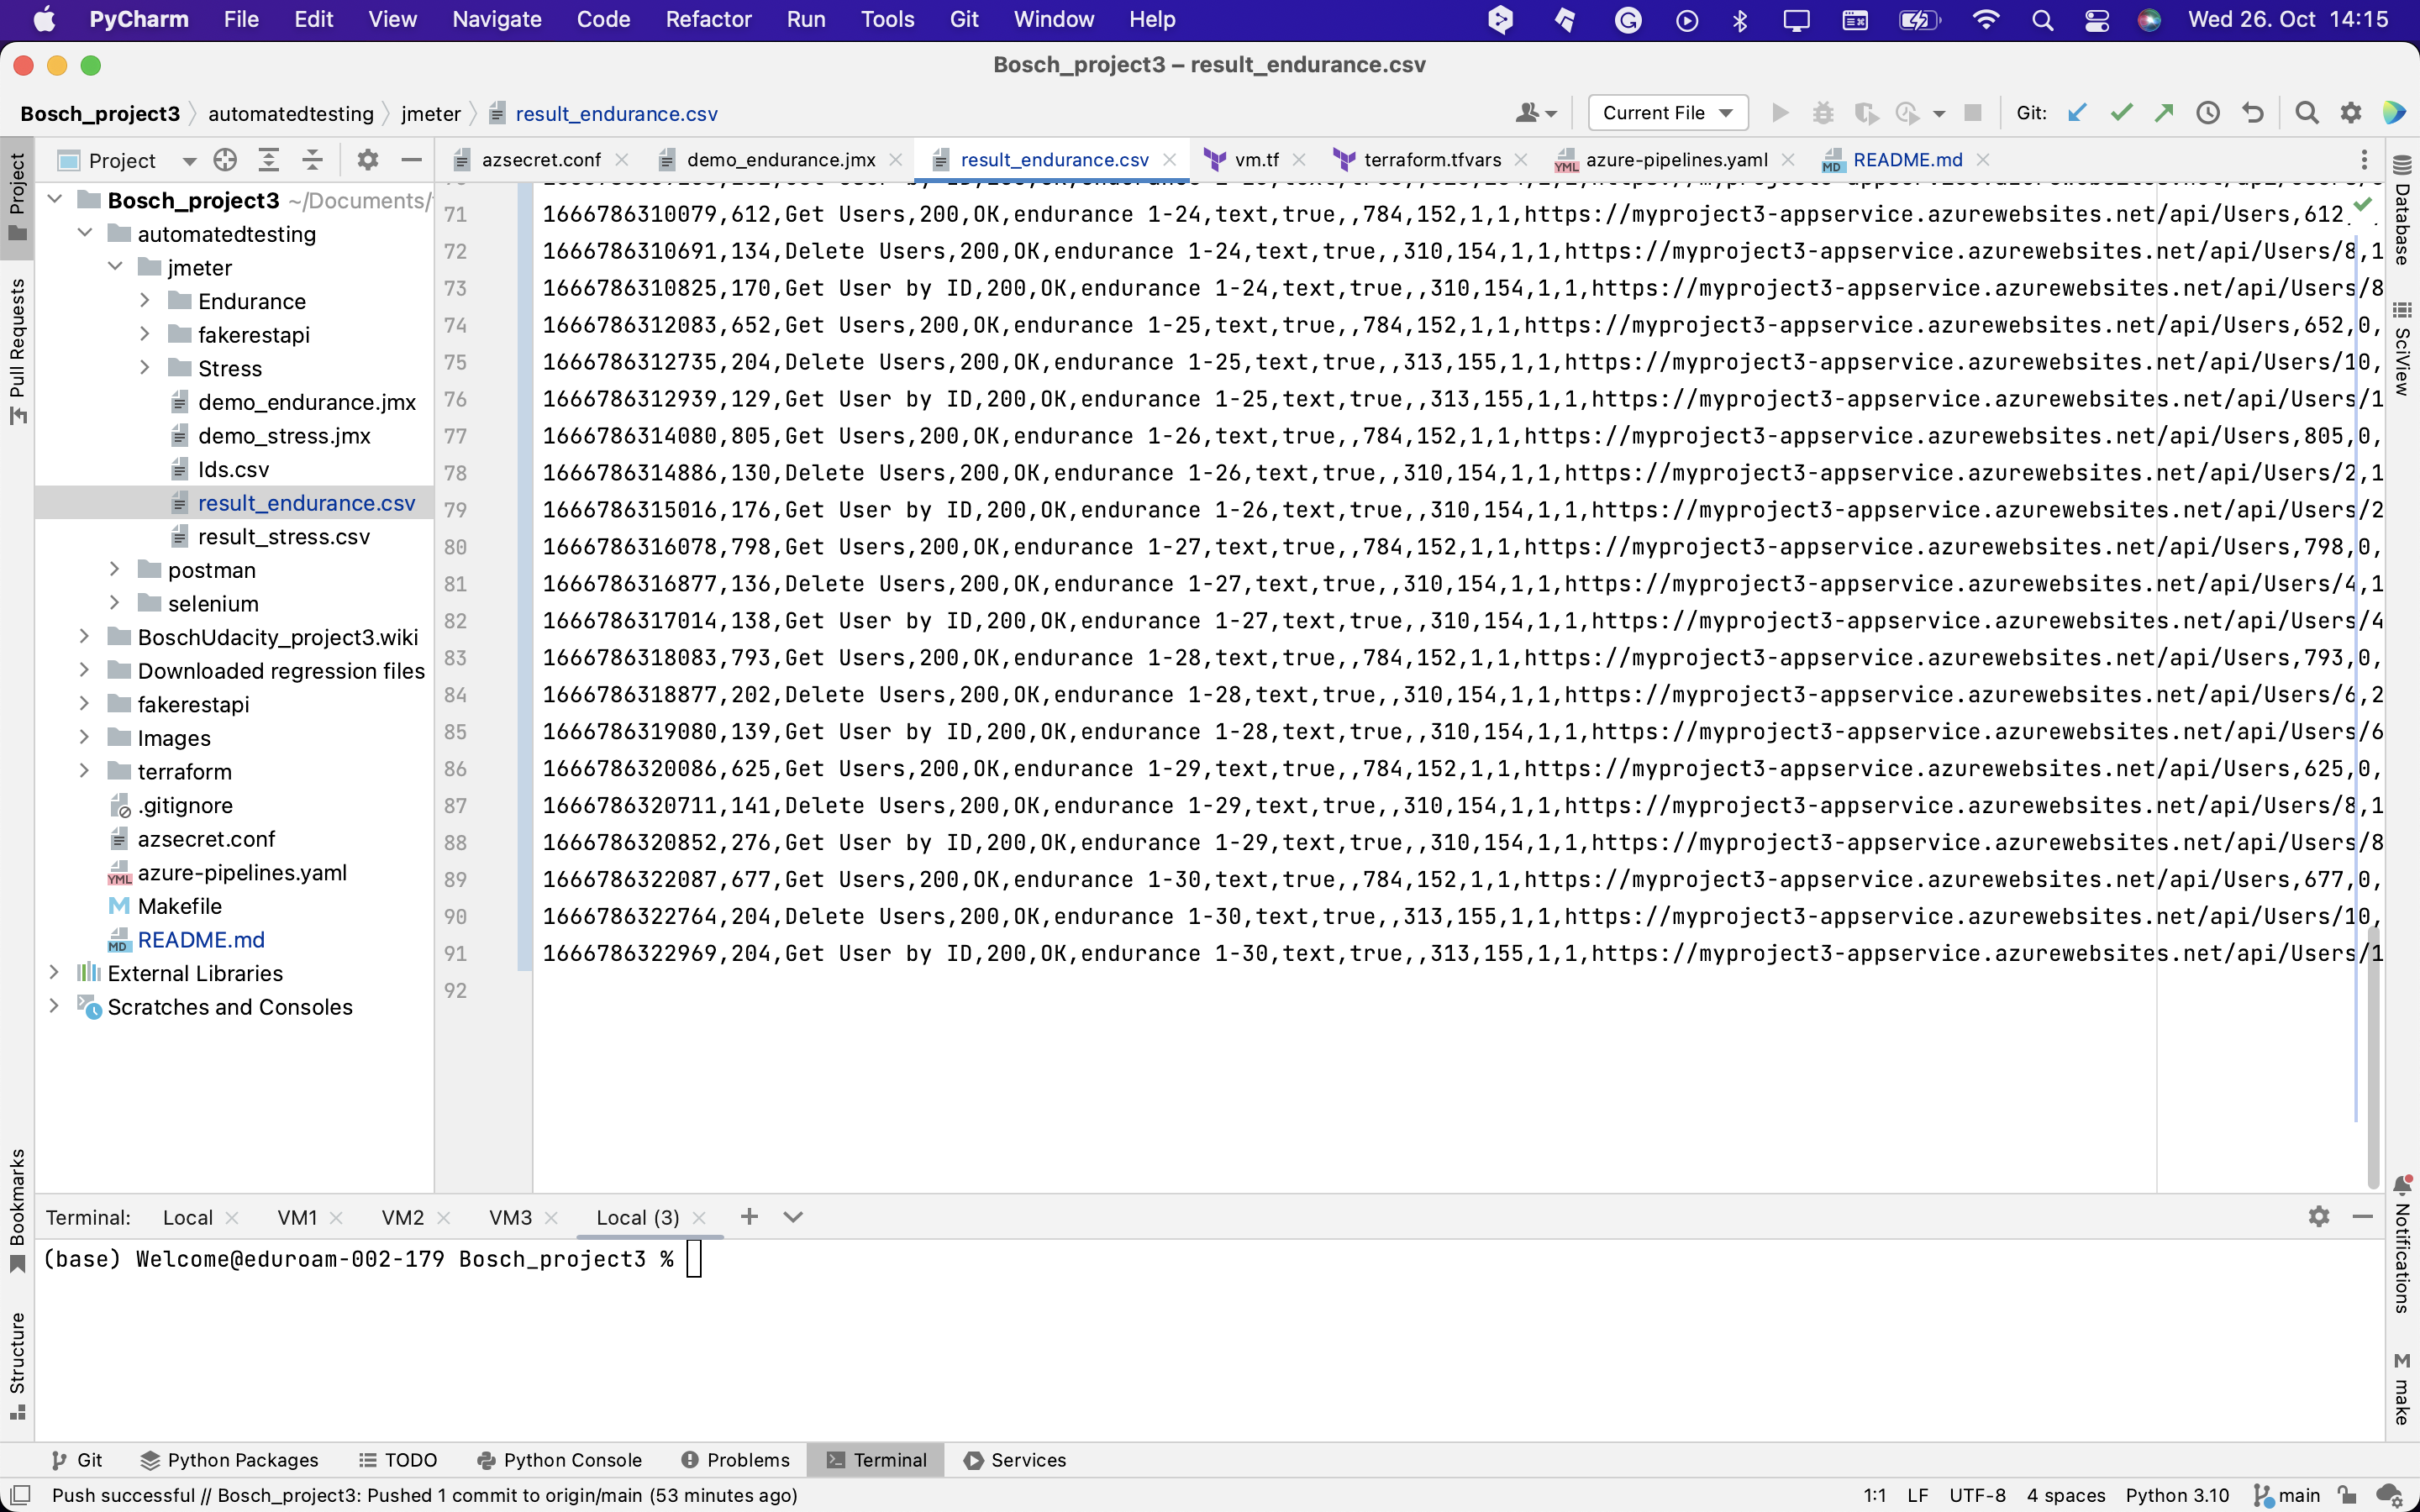 PyCharm File Edit View Navigate Code Refactor Run Tools Git Window Help Wed 26. Oct 14:15
Bosch_project3 – result_endurance.csv
Bosch_project3 automatedtesting jmeter result_endurance.csv Current File Git:
Project azsecret.conf demo_endurance.jmx result_endurance.csv vm.tf terraform.tfvars azure-pipelines.yaml README.md
Project
Pull Requests
Bookmarks
Structure
Bosch_project3 ~/Documents/
automatedtesting
jmeter
Endurance
fakerestapi
Stress
demo_endurance.jmx
demo_stress.jmx
Ids.csv
result_endurance.csv
result_stress.csv
postman
selenium
BoschUdacity_project3.wiki
Downloaded regression files
fakerestapi
Images
terraform
.gitignore
azsecret.conf
azure-pipelines.yaml
Makefile
README.md
External Libraries
Scratches and Consoles
71 1666786310079,612,Get Users,200,OK,endurance 1-24,text,true,,784,152,1,1,https://myproject3-appservice.azurewebsites.net/api/Users,612
72 1666786310691,134,Delete Users,200,OK,endurance 1-24,text,true,,310,154,1,1,https://myproject3-appservice.azurewebsites.net/api/Users/8,1
73 1666786310825,170,Get User by ID,200,OK,endurance 1-24,text,true,,310,154,1,1,https://myproject3-appservice.azurewebsites.net/api/Users/8
74 1666786312083,652,Get Users,200,OK,endurance 1-25,text,true,,784,152,1,1,https://myproject3-appservice.azurewebsites.net/api/Users,652,0,
75 1666786312735,204,Delete Users,200,OK,endurance 1-25,text,true,,313,155,1,1,https://myproject3-appservice.azurewebsites.net/api/Users/10,
76 1666786312939,129,Get User by ID,200,OK,endurance 1-25,text,true,,313,155,1,1,https://myproject3-appservice.azurewebsites.net/api/Users/1
77 1666786314080,805,Get Users,200,OK,endurance 1-26,text,true,,784,152,1,1,https://myproject3-appservice.azurewebsites.net/api/Users,805,0,
78 1666786314886,130,Delete Users,200,OK,endurance 1-26,text,true,,310,154,1,1,https://myproject3-appservice.azurewebsites.net/api/Users/2,1
79 1666786315016,176,Get User by ID,200,OK,endurance 1-26,text,true,,310,154,1,1,https://myproject3-appservice.azurewebsites.net/api/Users/2
80 1666786316078,798,Get Users,200,OK,endurance 1-27,text,true,,784,152,1,1,https://myproject3-appservice.azurewebsites.net/api/Users,798,0,
81 1666786316877,136,Delete Users,200,OK,endurance 1-27,text,true,,310,154,1,1,https://myproject3-appservice.azurewebsites.net/api/Users/4,1
82 1666786317014,138,Get User by ID,200,OK,endurance 1-27,text,true,,310,154,1,1,https://myproject3-appservice.azurewebsites.net/api/Users/4
83 1666786318083,793,Get Users,200,OK,endurance 1-28,text,true,,784,152,1,1,https://myproject3-appservice.azurewebsites.net/api/Users,793,0,
84 1666786318877,202,Delete Users,200,OK,endurance 1-28,text,true,,310,154,1,1,https://myproject3-appservice.azurewebsites.net/api/Users/6,2
85 1666786319080,139,Get User by ID,200,OK,endurance 1-28,text,true,,310,154,1,1,https://myproject3-appservice.azurewebsites.net/api/Users/6
86 1666786320086,625,Get Users,200,OK,endurance 1-29,text,true,,784,152,1,1,https://myproject3-appservice.azurewebsites.net/api/Users,625,0,
87 1666786320711,141,Delete Users,200,OK,endurance 1-29,text,true,,310,154,1,1,https://myproject3-appservice.azurewebsites.net/api/Users/8,1
88 1666786320852,276,Get User by ID,200,OK,endurance 1-29,text,true,,310,154,1,1,https://myproject3-appservice.azurewebsites.net/api/Users/8
89 1666786322087,677,Get Users,200,OK,endurance 1-30,text,true,,784,152,1,1,https://myproject3-appservice.azurewebsites.net/api/Users,677,0,
90 1666786322764,204,Delete Users,200,OK,endurance 1-30,text,true,,313,155,1,1,https://myproject3-appservice.azurewebsites.net/api/Users/10,
91 1666786322969,204,Get User by ID,200,OK,endurance 1-30,text,true,,313,155,1,1,https://myproject3-appservice.azurewebsites.net/api/Users/1
92
Database
SciView
Notifications
make
Terminal: Local VM1 VM2 VM3 Local (3)
(base) Welcome@eduroam-002-179 Bosch_project3 %
Git Python Packages TODO Python Console Problems Terminal Services
Push successful // Bosch_project3: Pushed 1 commit to origin/main (53 minutes ago) 1:1 LF UTF-8 4 spaces Python 3.10 main